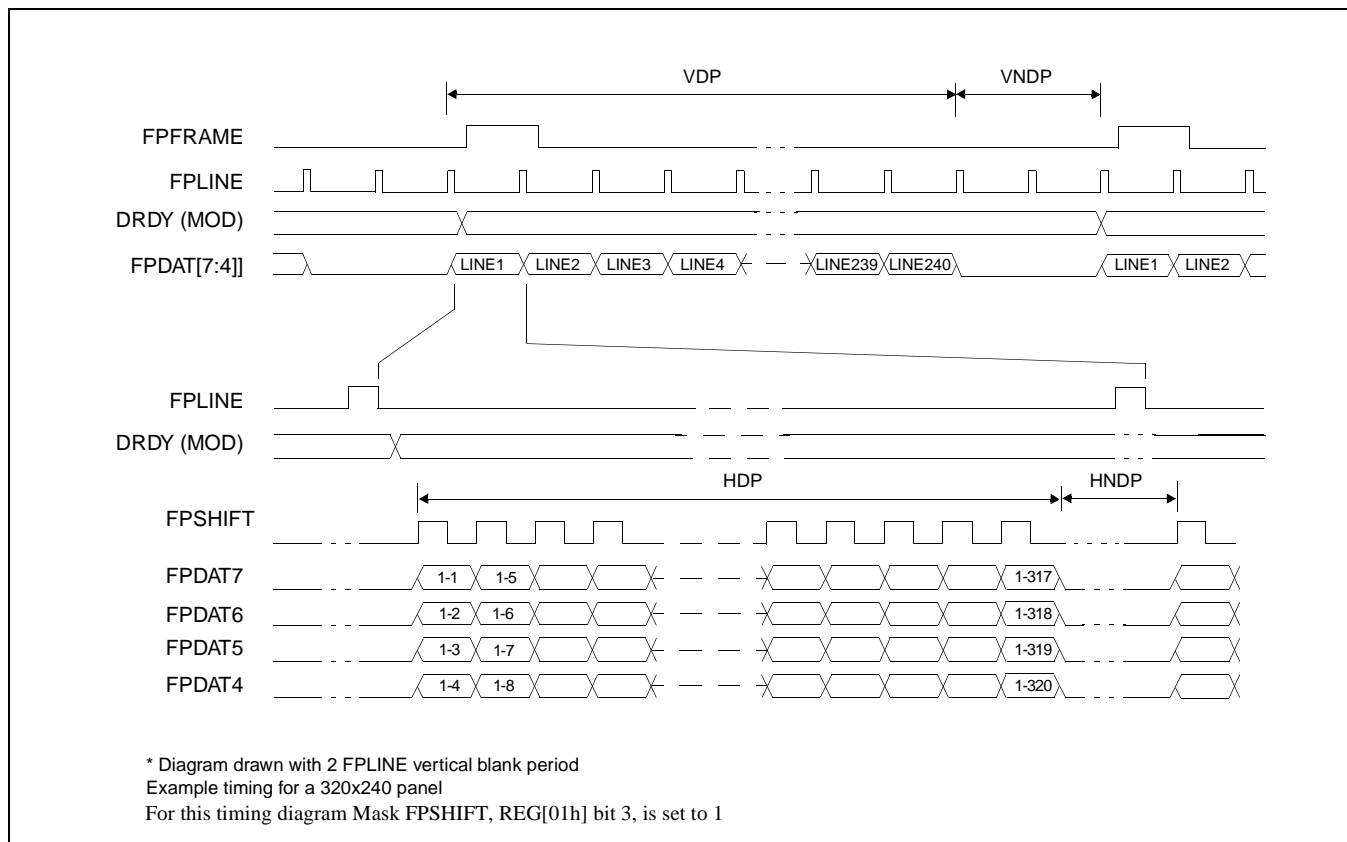 VDP VNDP
FPFRAME
FPLINE
DRDY (MOD)
FPDAT[7:4]] LINE1 LINE2 LINE3 LINE4 LINE239 LINE240 LINE1 LINE2
FPLINE
DRDY (MOD)
HDP HNDP
FPSHIFT
FPDAT7 1-1 1-5 1-317
FPDAT6 1-2 1-6 1-318
FPDAT5 1-3 1-7 1-319
FPDAT4 1-4 1-8 1-320
* Diagram drawn with 2 FPLINE vertical blank period
Example timing for a 320x240 panel
For this timing diagram Mask FPSHIFT, REG[01h] bit 3, is set to 1